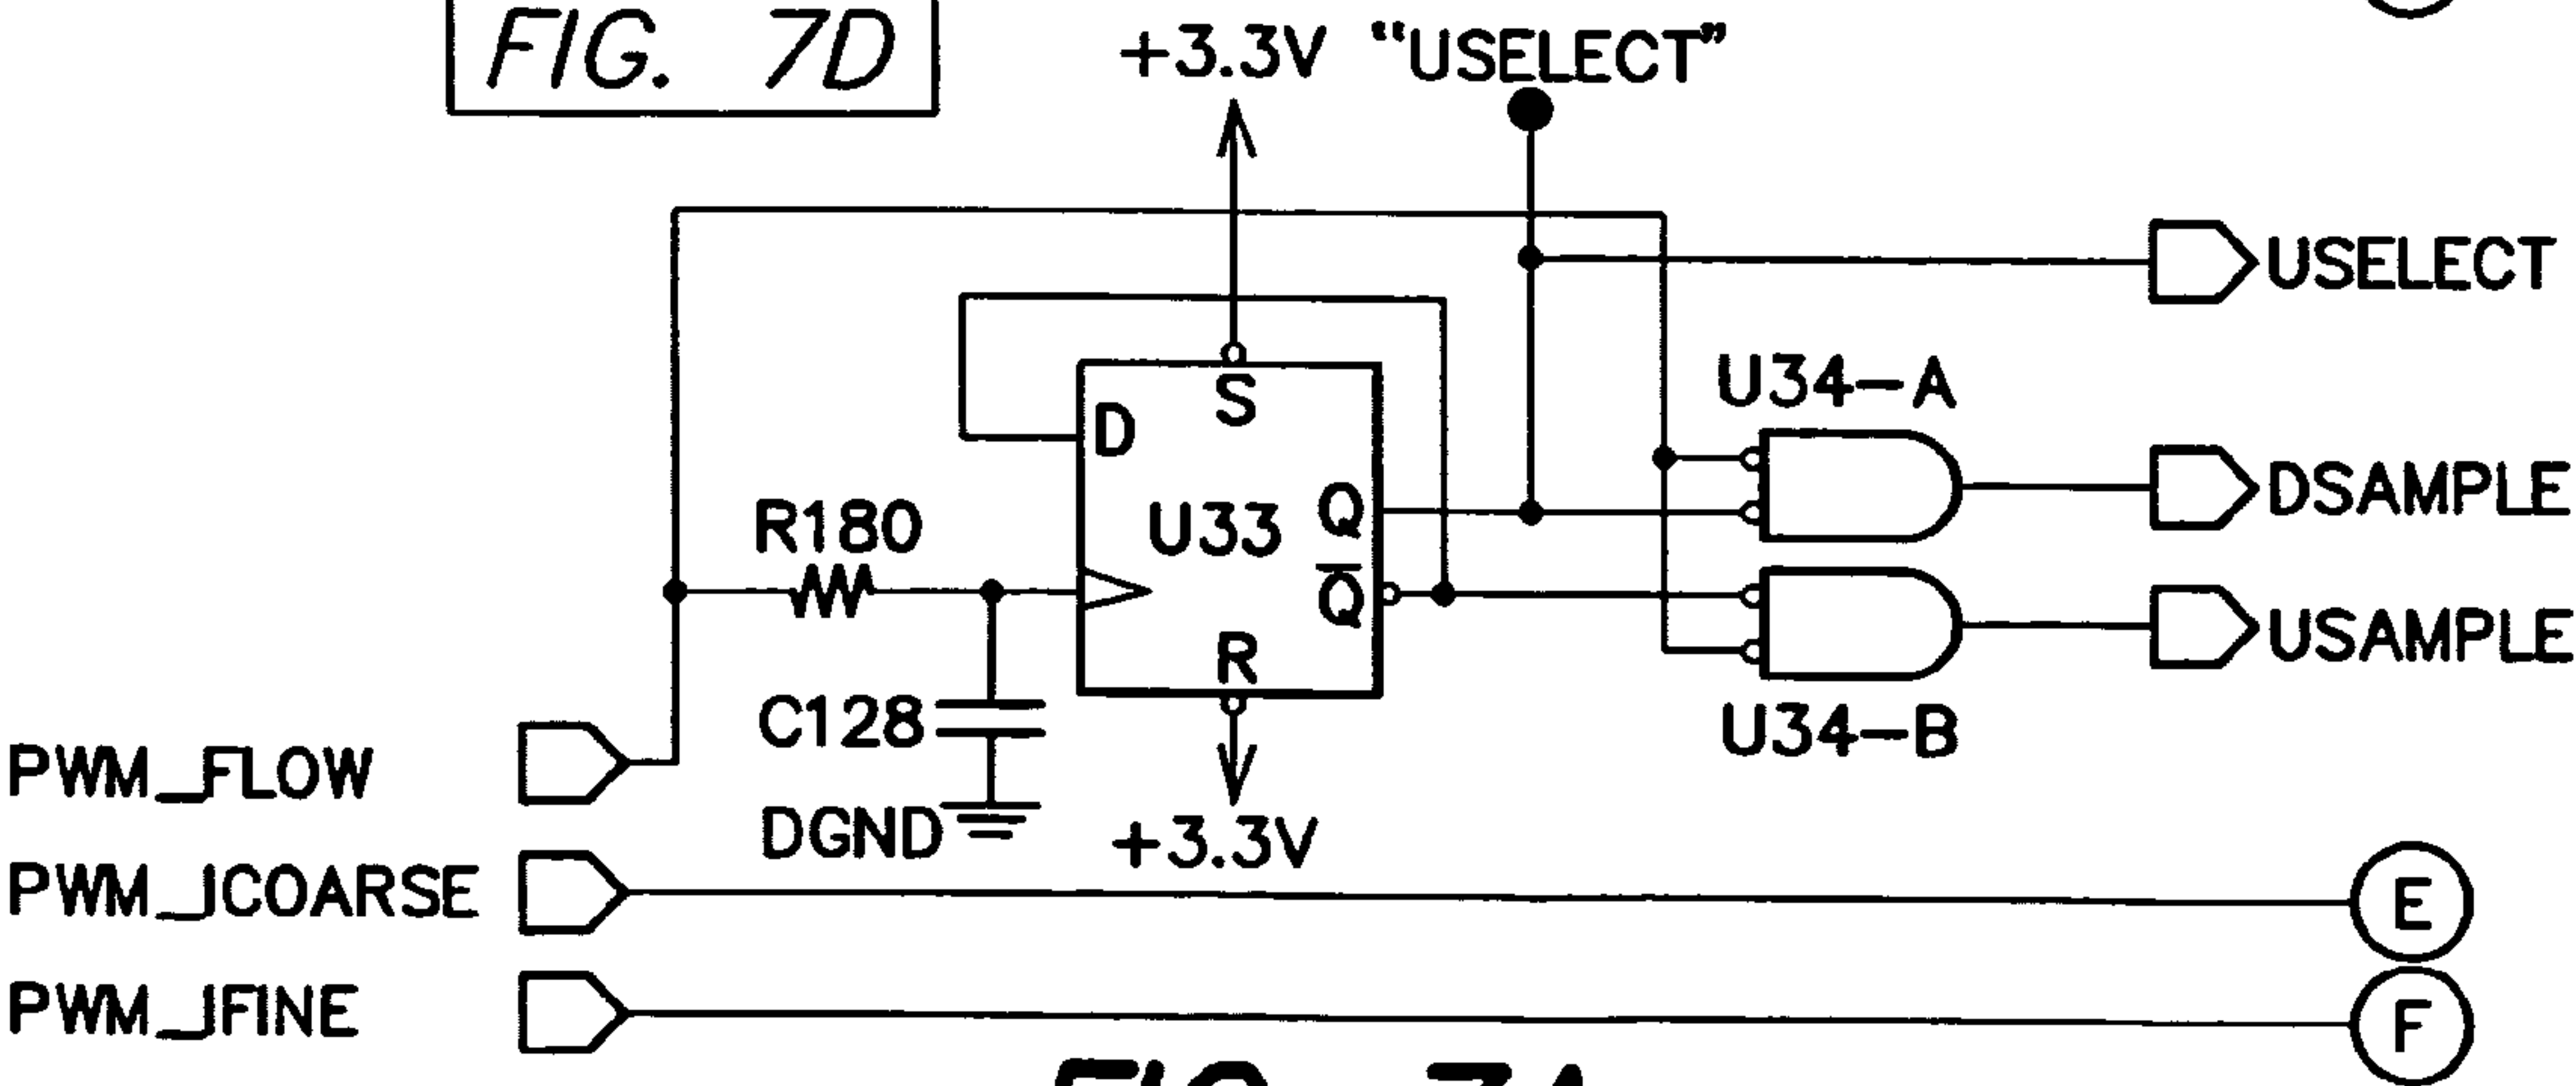 FIG. 7D
+3.3V "USELECT"
USELECT
U34-A
D
S
DSAMPLE
R180
U33
Q
Q̅
USAMPLE
R
C128
U34-B
PWM_FLOW
DGND
+3.3V
PWM_ICOARSE
E
PWM_IFINE
F